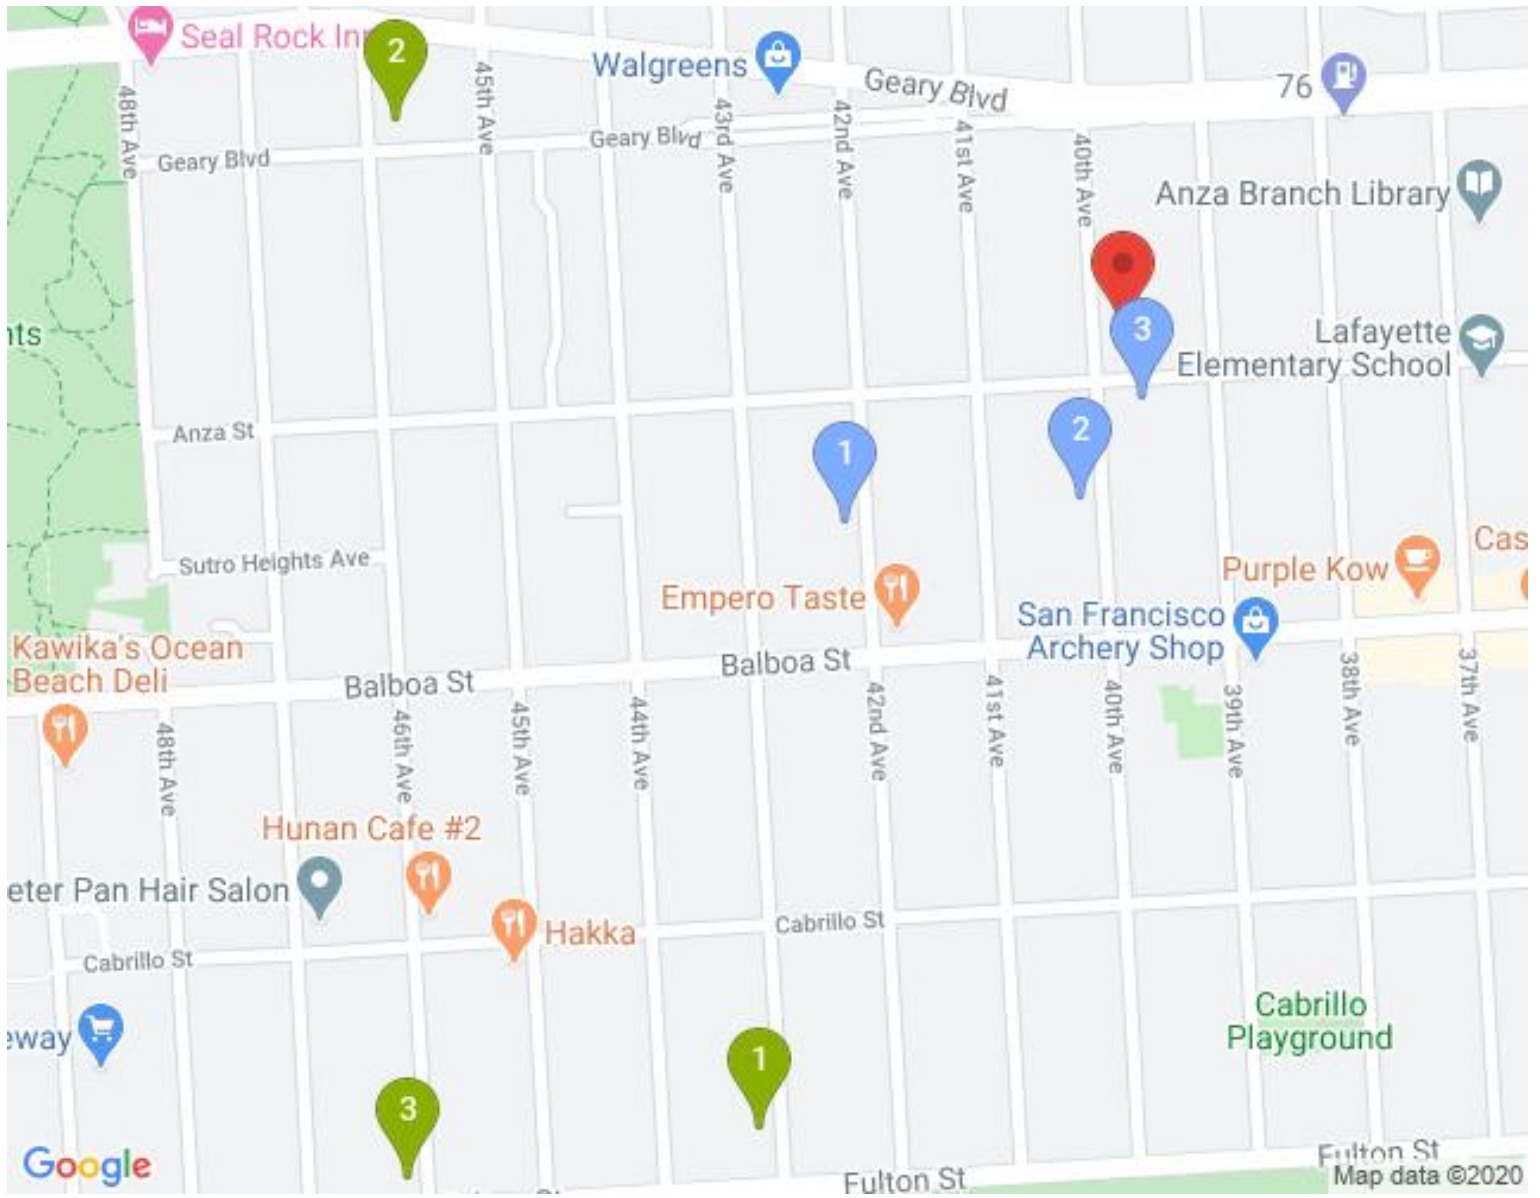 Seal Rock Inn
2
Walgreens
Geary Blvd
76
48th Ave
45th Ave
43rd Ave
42nd Ave
41st Ave
40th Ave
Geary Blvd
Geary Blvd
Anza Branch Library
3
nts
Lafayette
Elementary School
2
1
Anza St
Sutro Heights Ave
Empero Taste
Purple Kow
Cas
San Francisco
Archery Shop
Kawika's Ocean
Beach Deli
Balboa St
Balboa St
48th Ave
46th Ave
45th Ave
44th Ave
42nd Ave
41st Ave
40th Ave
39th Ave
38th Ave
37th Ave
Hunan Cafe #2
eter Pan Hair Salon
Hakka
Cabrillo St
Cabrillo St
eway
Cabrillo
Playground
1
3
Google
Fulton St
Fulton St
Map data ©2020